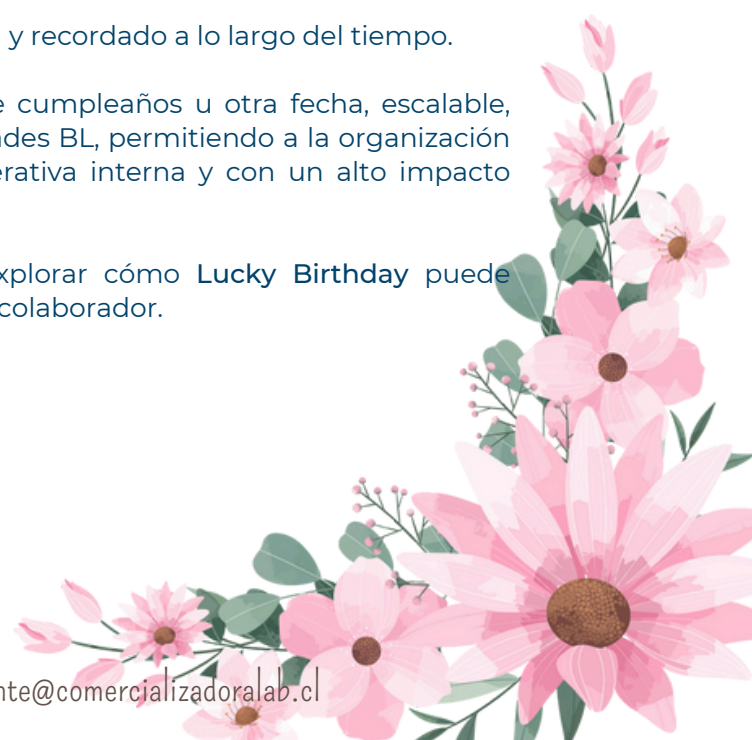 y recordado a lo largo del tiempo.
cumpleaños u otra fecha, escalable,
des BL, permitiendo a la organización
erativa interna y con un alto impacto
xplorar cómo Lucky Birthday puede
colaborador.
nte@comercializadoralab.cl